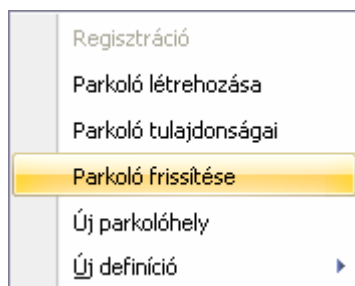 Regisztráció
Parkoló létrehozása
Parkoló tulajdonságai
Parkoló frissítése
Új parkolóhely
Új definíció